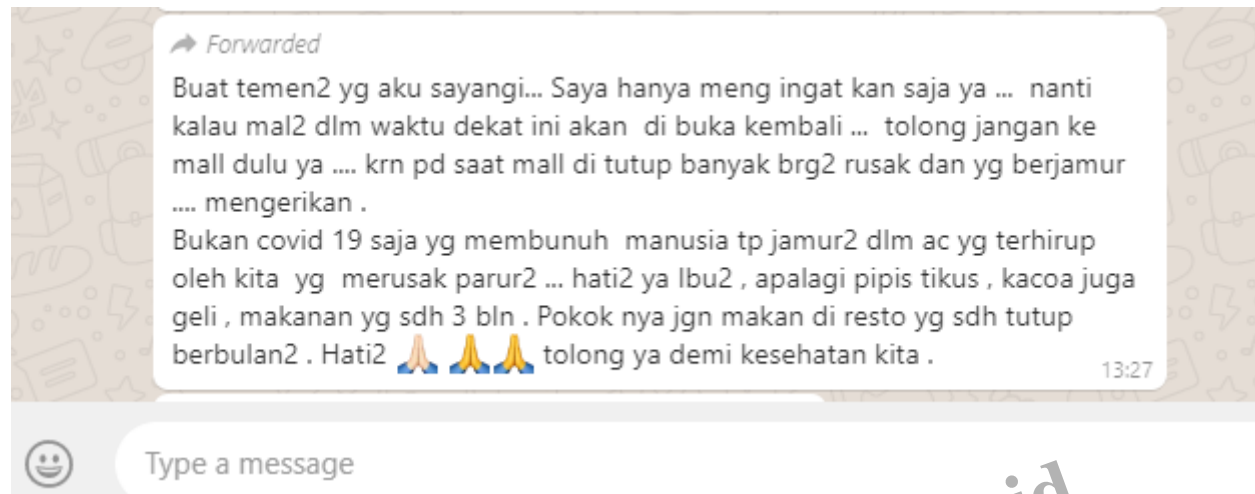 Forwarded
Buat temen2 yg aku sayangi... Saya hanya meng ingat kan saja ya ... nanti
kalau mal2 dlm waktu dekat ini akan di buka kembali ... tolong jangan ke
mall dulu ya .... krn pd saat mall di tutup banyak brg2 rusak dan yg berjamur
.... mengerikan .
Bukan covid 19 saja yg membunuh manusia tp jamur2 dlm ac yg terhirup
oleh kita yg merusak parur2 ... hati2 ya Ibu2 , apalagi pipis tikus , kacoa juga
geli , makanan yg sdh 3 bln . Pokok nya jgn makan di resto yg sdh tutup
berbulan2 . Hati2 🙏🏻 🙏🙏 tolong ya demi kesehatan kita .
13:27
Type a message
id